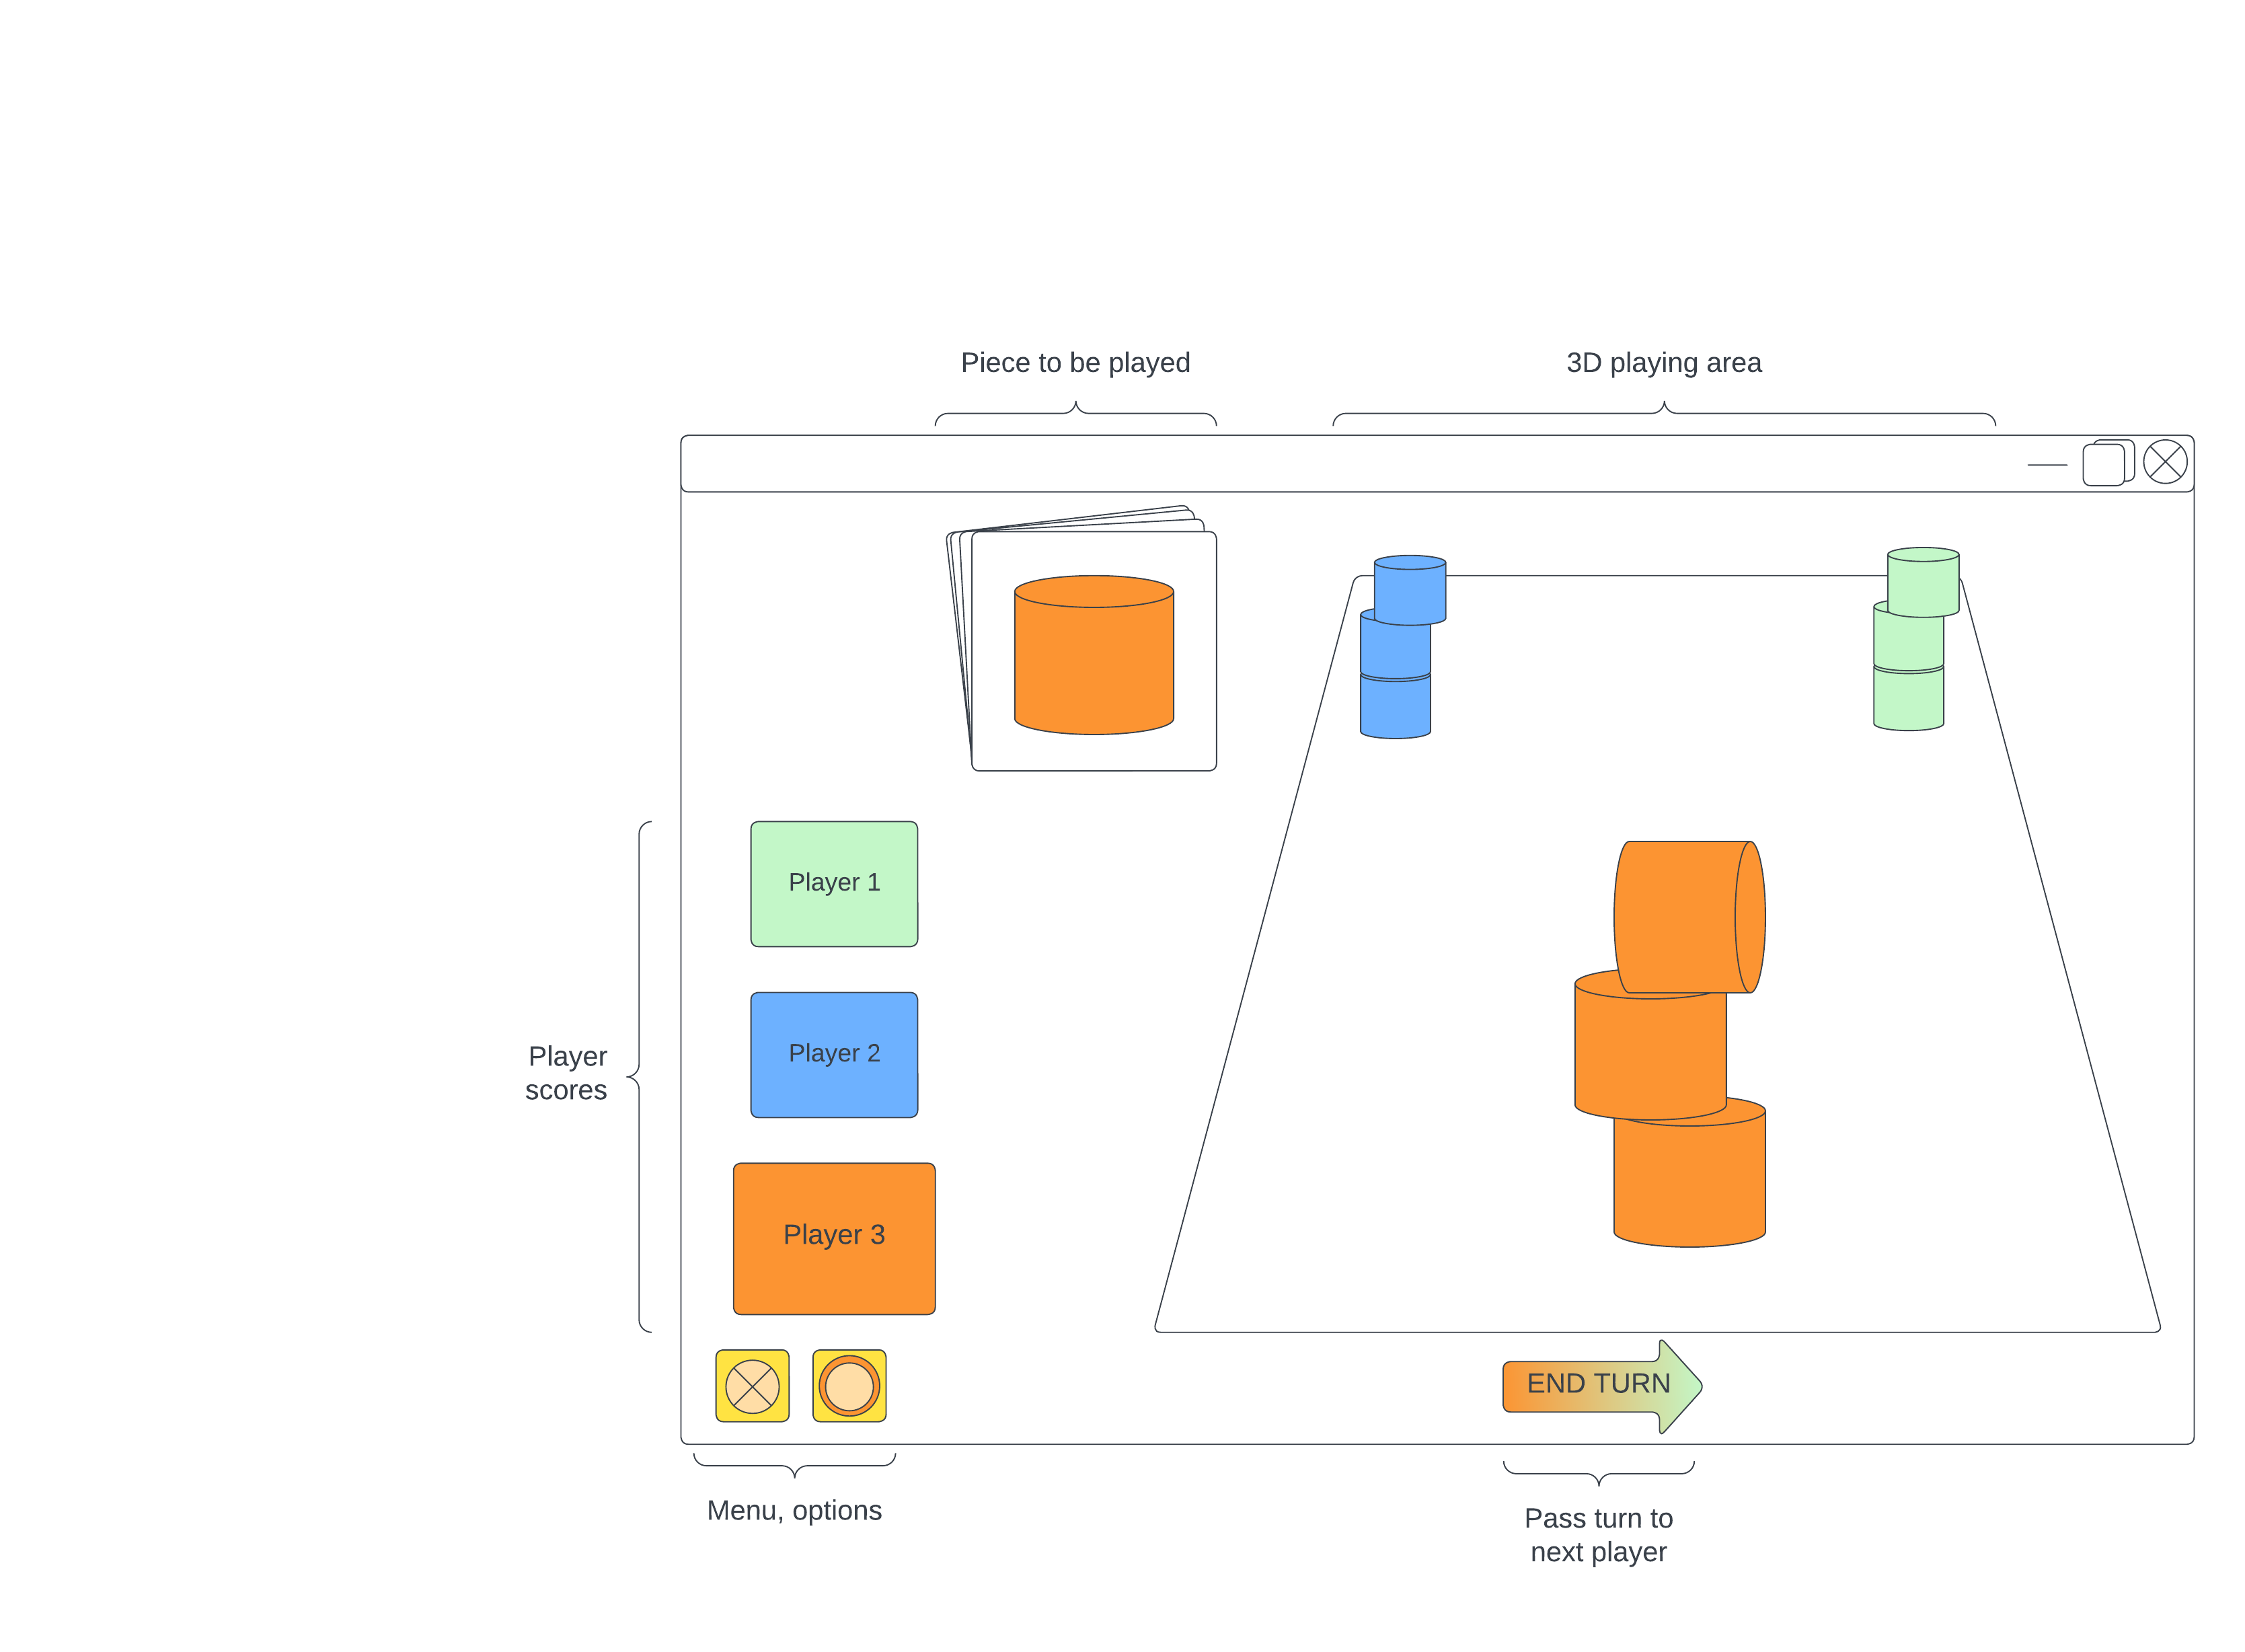 Piece to be played
3D playing area
Player 1
Player 2
Player
scores
Player 3
END TURN
Menu, options
Pass turn to
next player